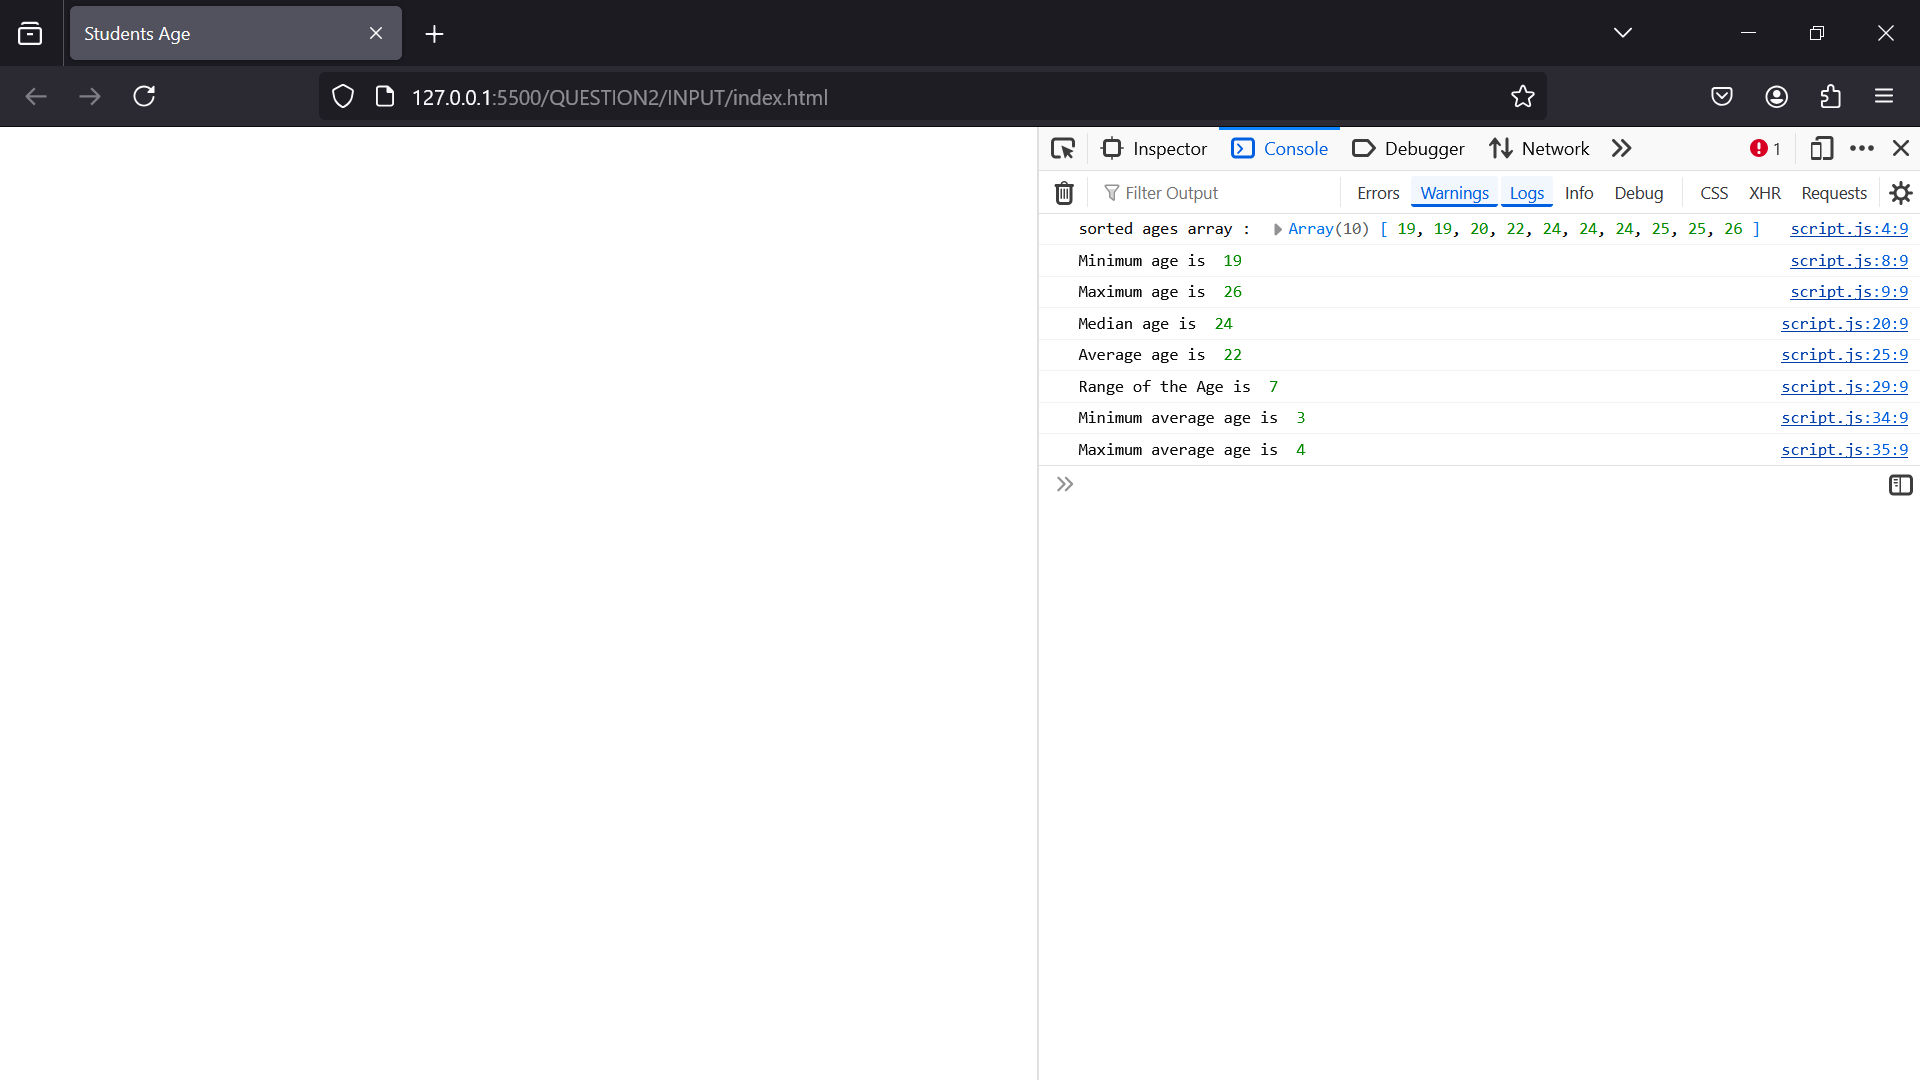 Students Age
127.0.0.1:5500/QUESTION2/INPUT/index.html
Inspector Console Debugger Network 1
Filter Output Errors Warnings Logs Info Debug CSS XHR Requests
sorted ages array : Array(10) [ 19, 19, 20, 22, 24, 24, 24, 25, 25, 26 ] script.js:4:9
Minimum age is 19 script.js:8:9
Maximum age is 26 script.js:9:9
Median age is 24 script.js:20:9
Average age is 22 script.js:25:9
Range of the Age is 7 script.js:29:9
Minimum average age is 3 script.js:34:9
Maximum average age is 4 script.js:35:9